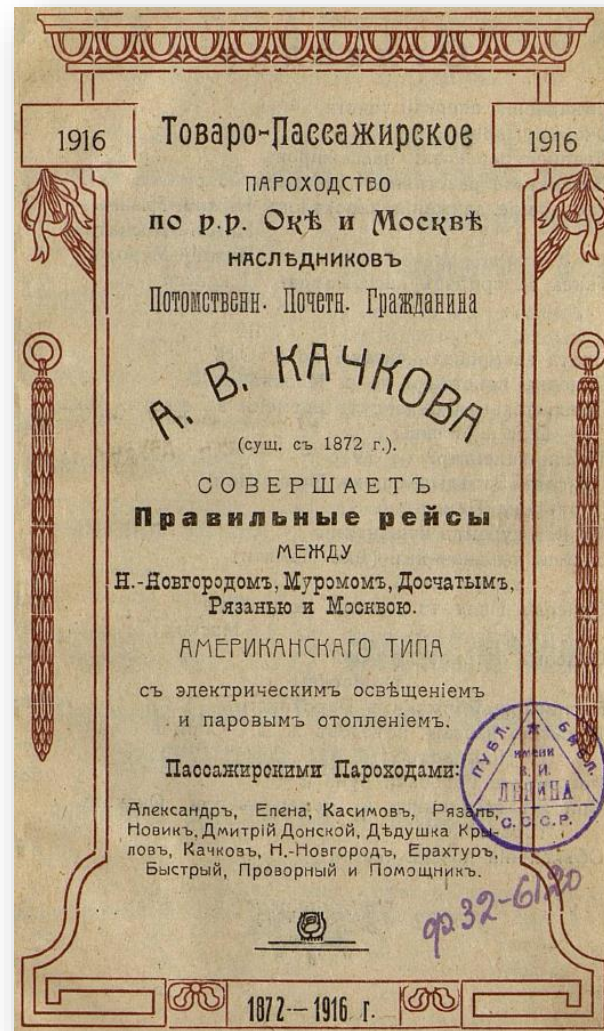 1916
1916
Товаро-Пассажирское
ПАРОХОДСТВО
по р.р. Окѣ и Москвѣ
НАСЛѢДНИКОВЪ
Потомственн. Почетн. Гражданина
А. В. КАЧКОВА
(сущ. съ 1872 г.).
СОВЕРШАЕТЪ
Правильные рейсы
МЕЖДУ
Н.-Новгородомъ, Муромомъ, Досчатымъ,
Рязанью и Москвою.
АМЕРИКАНСКАГО ТИПА
съ электрическимъ освѣщеніемъ
и паровымъ отопленіемъ.
Пассажирскими Пароходами:
Александръ, Елена, Касимовъ, Рязань,
Новикъ, Дмитрій Донской, Дѣдушка Кры-
ловъ, Качковъ, Н.-Новгородъ, Ерахтуръ,
Быстрый, Проворный и Помощникъ.
ПУБЛ. БИБЛ.
ИМЕНИ
В. И.
ЛЕНИНА
С.С.С.Р.
ф 32-6/20
1872—1916 г.